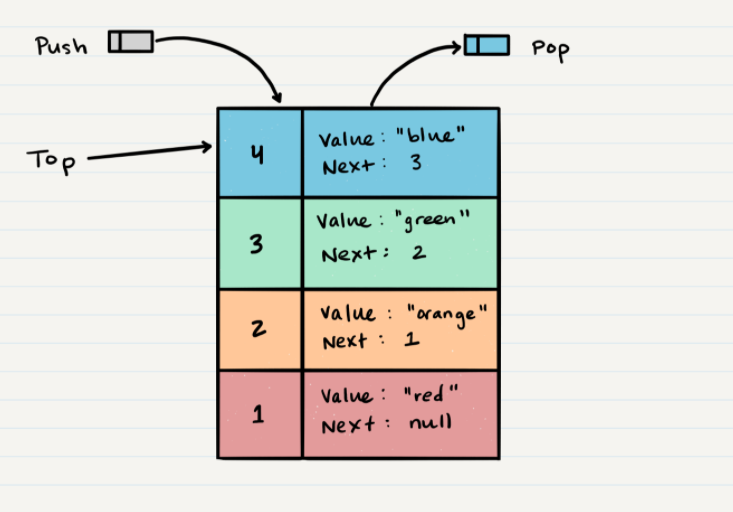 Push
Pop
Top
4
Value: "blue"
Next: 3
3
Value: "green"
Next: 2
2
Value: "orange"
Next: 1
1
Value: "red"
Next: null